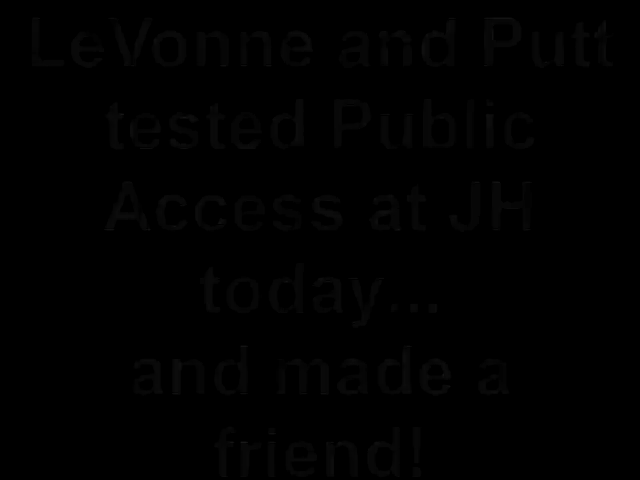 LeVonne and Putt
tested Public
Access at JH
today...
and made a
friend!